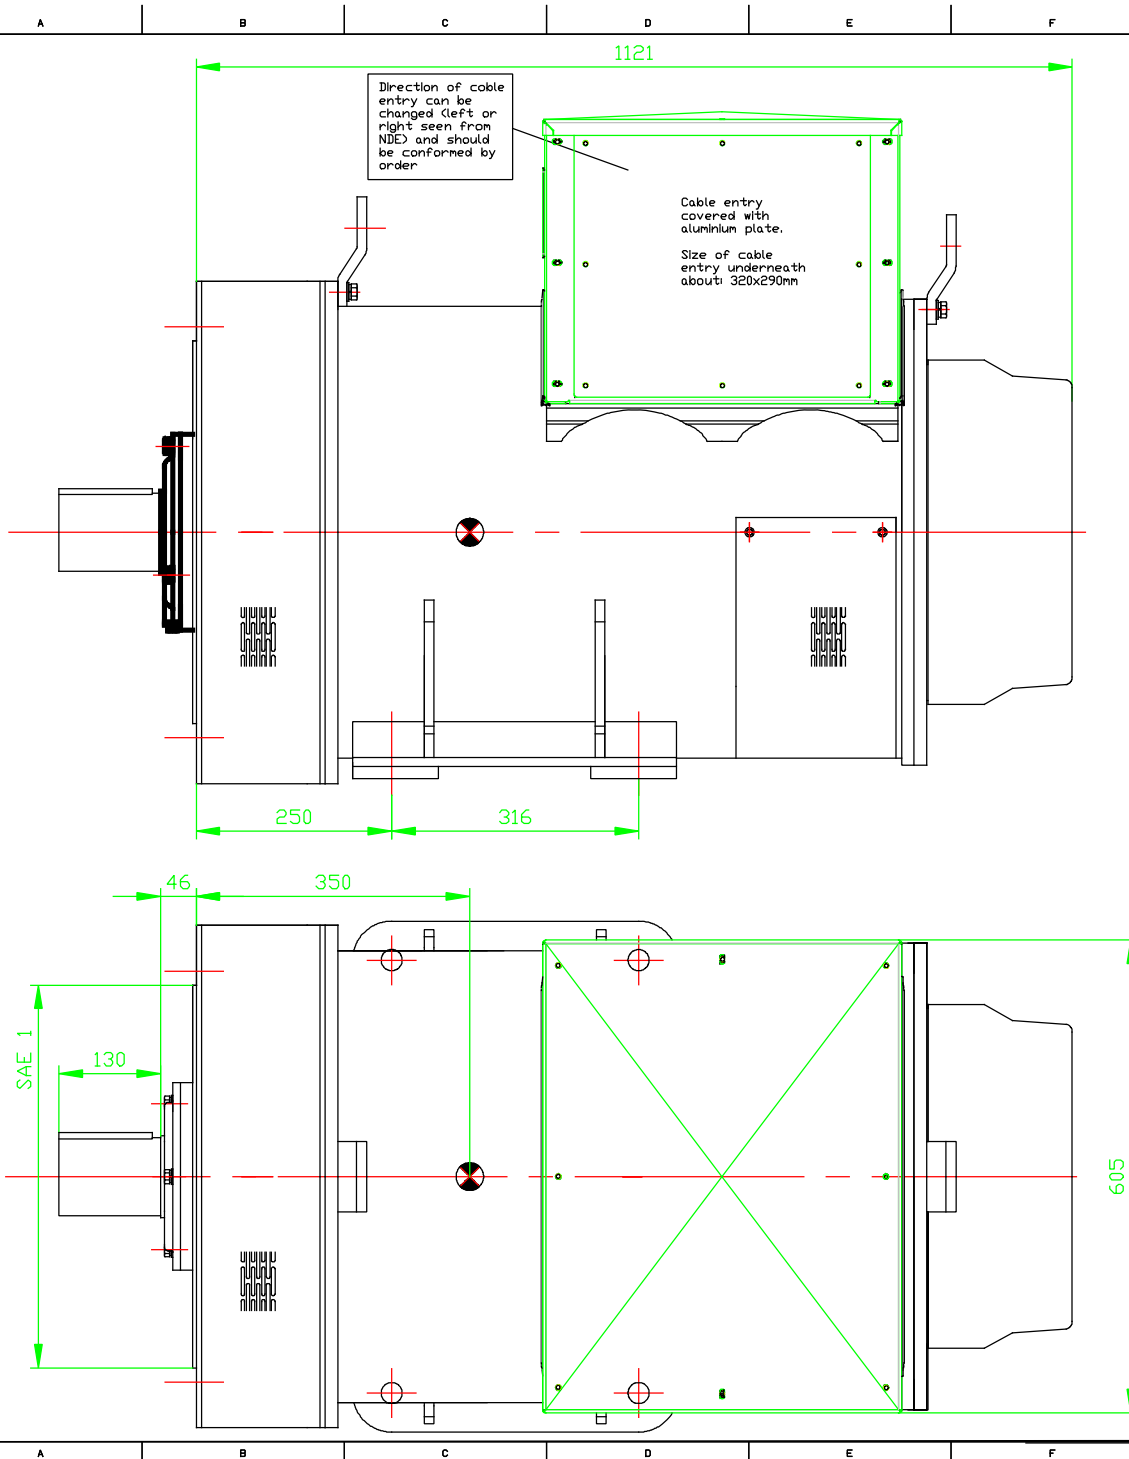 A B C D E F
1121
Direction of coble
entry can be
changed (left or
right seen from
NDE) and should
be conformed by
order
Cable entry
covered with
aluminium plate.
Size of cable
entry underneath
about: 320x290mm
250 316
46 350
SAE 1
130
605
A B C D E F